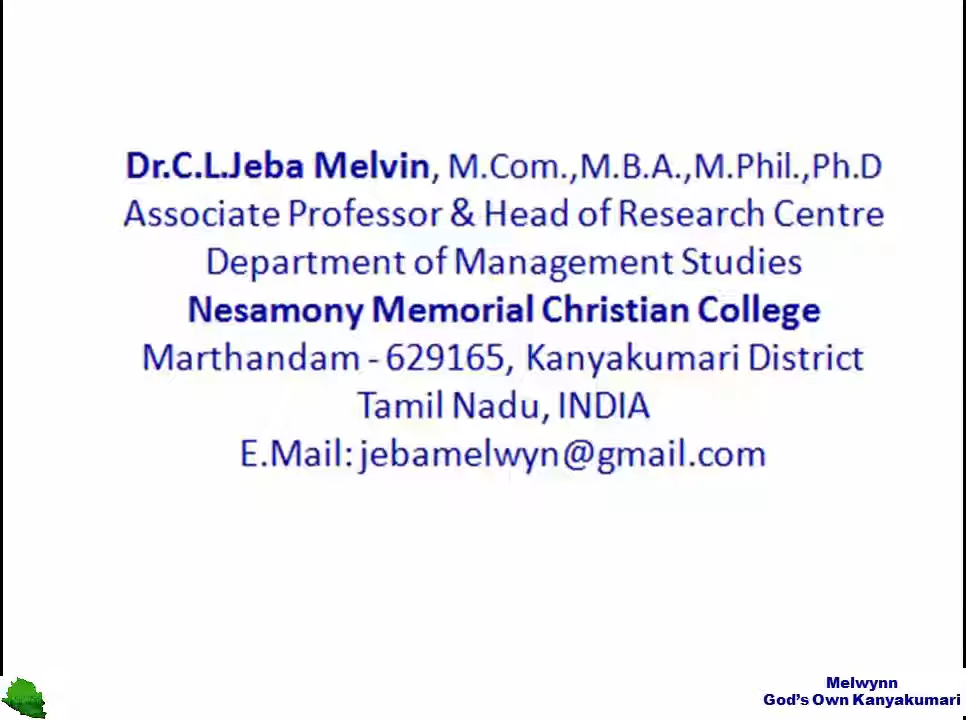 Dr.C.L.Jeba Melvin, M.Com.,M.B.A.,M.Phil.,Ph.D
Associate Professor & Head of Research Centre
Department of Management Studies
Nesamony Memorial Christian College
Marthandam - 629165, Kanyakumari District
Tamil Nadu, INDIA
E.Mail: jebamelwyn@gmail.com
Melwynn
God's Own Kanyakumari